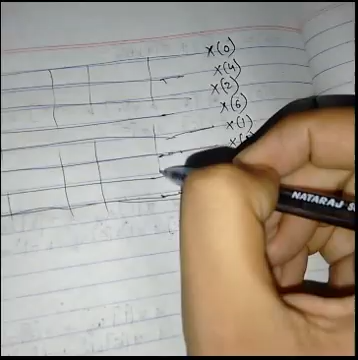 x(0)
x(4)
x(2)
x(6)
x(1)
NATARAJ